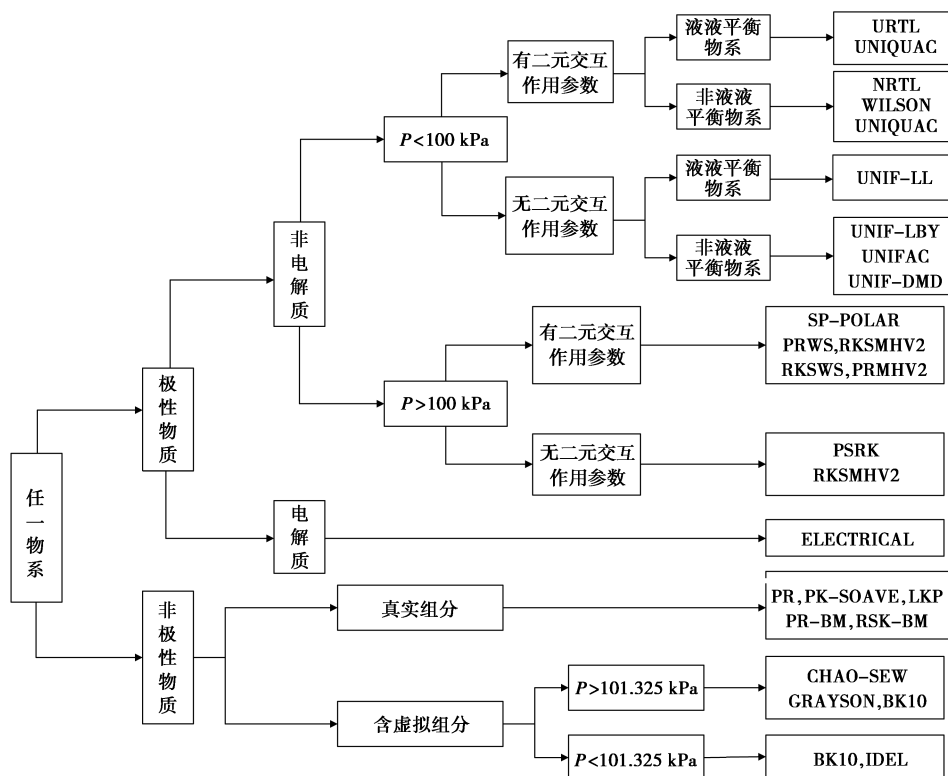 任一物系
极性物质
非极性物质
非电解质
电解质
P<100 kPa
P>100 kPa
有二元交互
作用参数
无二元交互
作用参数
液液平衡
物系
非液液
平衡物系
液液平衡
物系
非液液
平衡物系
URTL
UNIQUAC
NRTL
WILSON
UNIQUAC
UNIF-LL
UNIF-LBY
UNIFAC
UNIF-DMD
有二元交互
作用参数
无二元交互
作用参数
SP-POLAR
PRWS,RKSMHV2
RKSWS,PRMHV2
PSRK
RKSMHV2
ELECTRICAL
真实组分
PR,PK-SOAVE,LKP
PR-BM,RSK-BM
含虚拟组分
P>101.325 kPa
CHAO-SEW
GRAYSON,BK10
P<101.325 kPa
BK10,IDEL